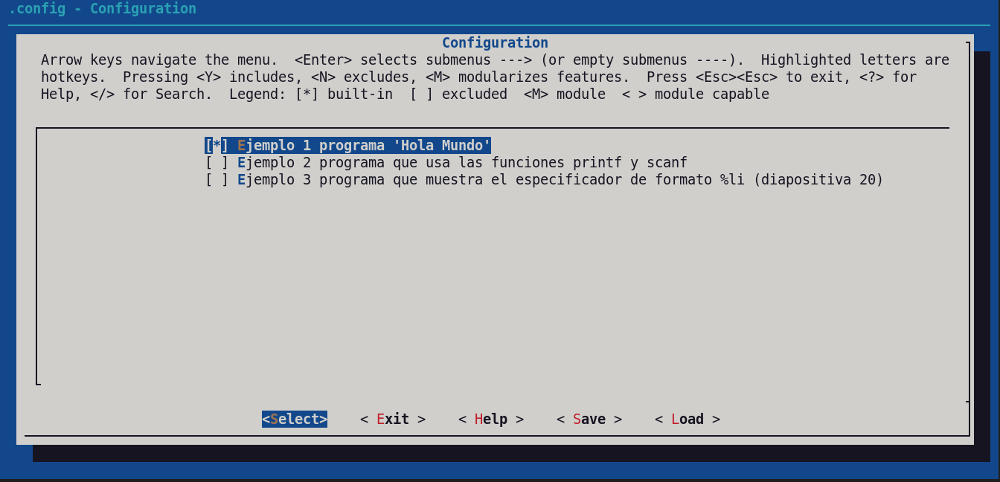 .config - Configuration
Configuration
Arrow keys navigate the menu.  <Enter> selects submenus ---> (or empty submenus ----).  Highlighted letters are
hotkeys.  Pressing <Y> includes, <N> excludes, <M> modularizes features.  Press <Esc><Esc> to exit, <?> for
Help, </> for Search.  Legend: [*] built-in  [ ] excluded  <M> module  < > module capable
[*] Ejemplo 1 programa 'Hola Mundo'
[ ] Ejemplo 2 programa que usa las funciones printf y scanf
[ ] Ejemplo 3 programa que muestra el especificador de formato %li (diapositiva 20)
<Select>    < Exit >    < Help >    < Save >    < Load >